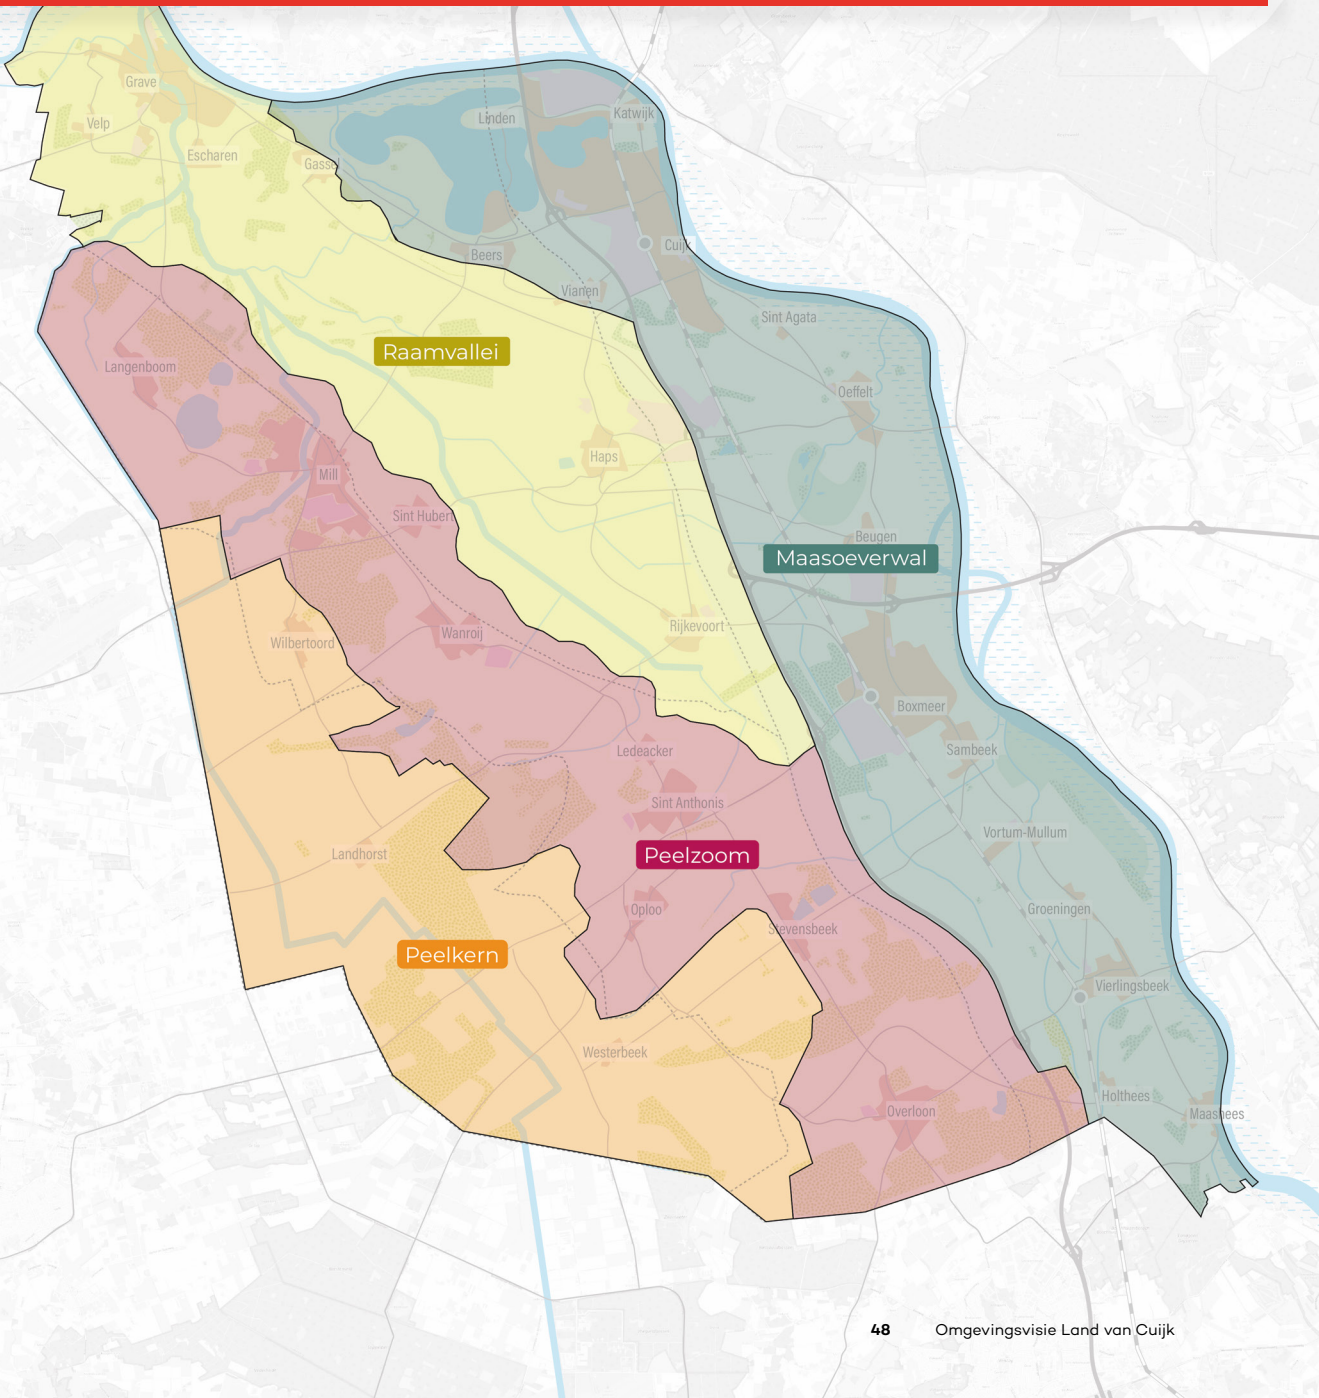 Grave
Velp
Linden
Katwijk
Escharen
Gassel
Cuijk
Beers
Vianen
Sint Agata
Raamvallei
Langenboom
Oeffelt
Haps
Mill
Sint Hubert
Beugen
Maasoeverwal
Rijkevoort
Wanroij
Wilbertoord
Boxmeer
Ledeacker
Sambeek
Sint Anthonis
Vortum-Mullum
Landhorst
Peelzoom
Oploo
Groeningen
Stevensbeek
Peelkern
Vierlingsbeek
Westerbeek
Holthees
Overloon
Maashees
48 Omgevingsvisie Land van Cuijk